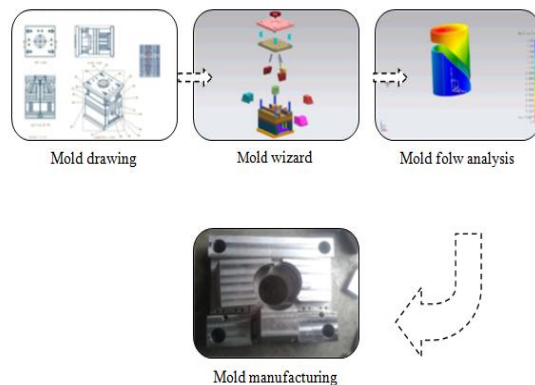 Mold drawing
Mold wizard
Mold folw analysis
Mold manufacturing